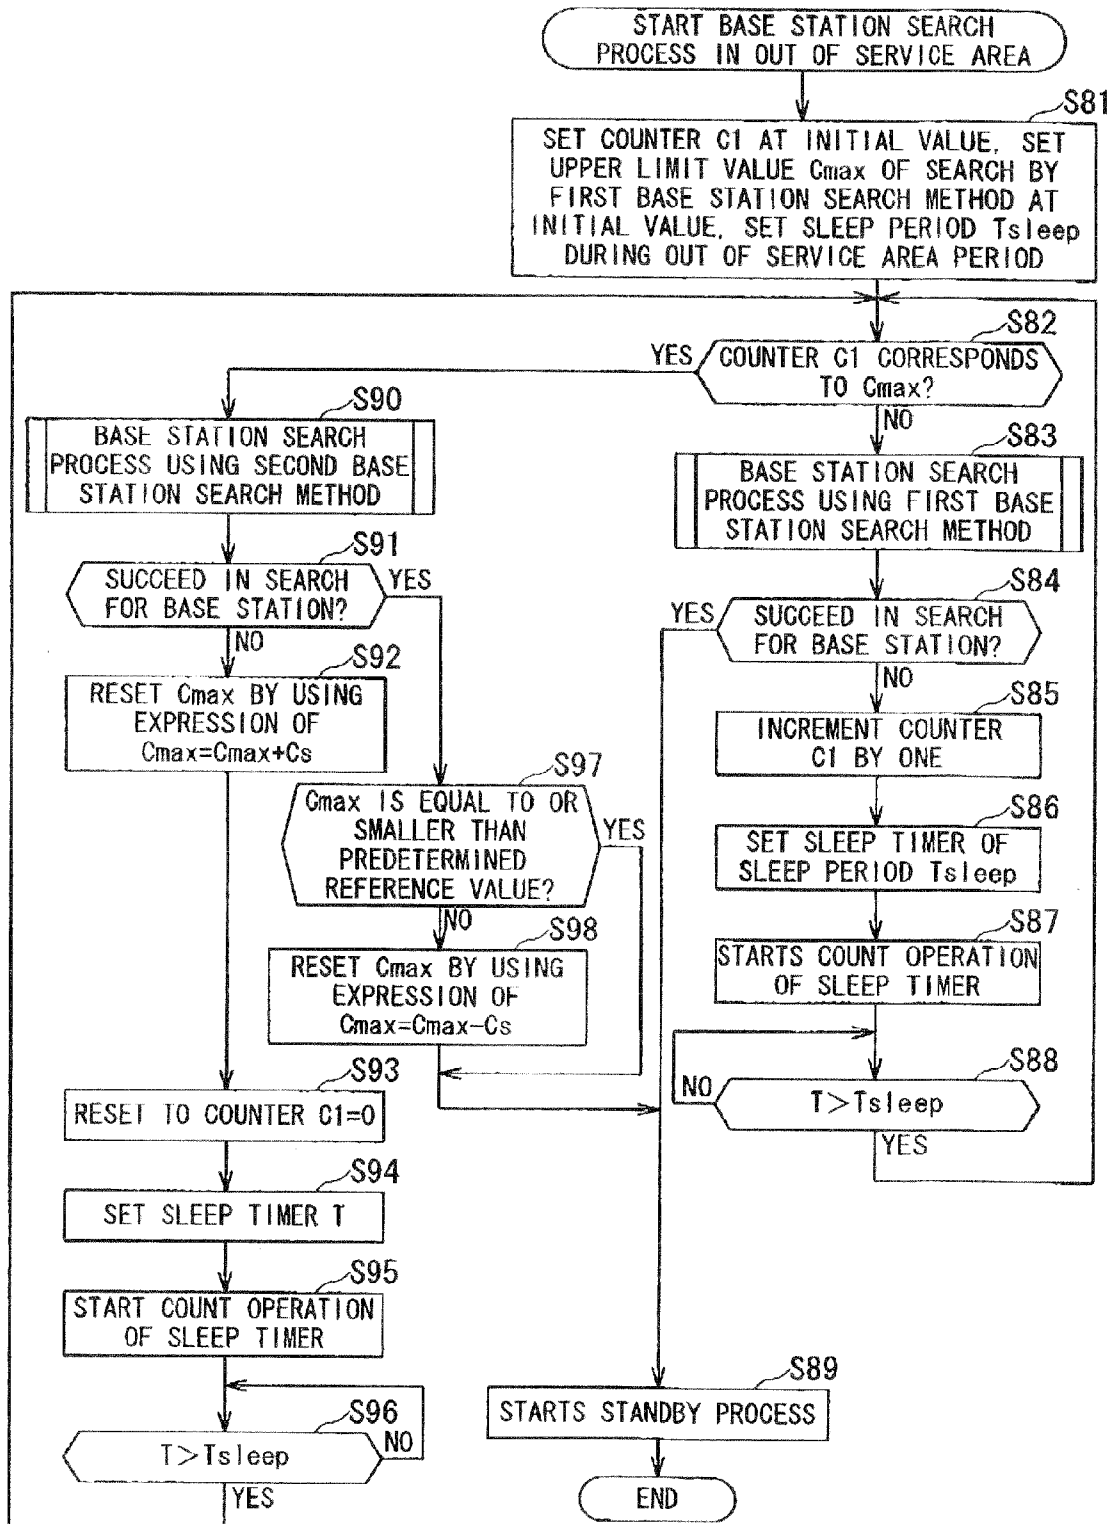 START BASE STATION SEARCH
PROCESS IN OUT OF SERVICE AREA
S81
SET COUNTER C1 AT INITIAL VALUE, SET
UPPER LIMIT VALUE Cmax OF SEARCH BY
FIRST BASE STATION SEARCH METHOD AT
INITIAL VALUE, SET SLEEP PERIOD Tsleep
DURING OUT OF SERVICE AREA PERIOD
S82
COUNTER C1 CORRESPONDS
TO Cmax?
YES
NO
S83
BASE STATION SEARCH
PROCESS USING FIRST BASE
STATION SEARCH METHOD
S84
SUCCEED IN SEARCH
FOR BASE STATION?
YES
NO
S85
INCREMENT COUNTER
C1 BY ONE
S86
SET SLEEP TIMER OF
SLEEP PERIOD Tsleep
S87
STARTS COUNT OPERATION
OF SLEEP TIMER
S88
T>Tsleep
NO
YES
S90
BASE STATION SEARCH
PROCESS USING SECOND BASE
STATION SEARCH METHOD
S91
SUCCEED IN SEARCH
FOR BASE STATION?
YES
NO
S92
RESET Cmax BY USING
EXPRESSION OF
Cmax=Cmax+Cs
S97
Cmax IS EQUAL TO OR
SMALLER THAN
PREDETERMINED
REFERENCE VALUE?
YES
NO
S98
RESET Cmax BY USING
EXPRESSION OF
Cmax=Cmax-Cs
S93
RESET TO COUNTER C1=0
S94
SET SLEEP TIMER T
S95
START COUNT OPERATION
OF SLEEP TIMER
S96
T>Tsleep
NO
YES
S89
STARTS STANDBY PROCESS
END